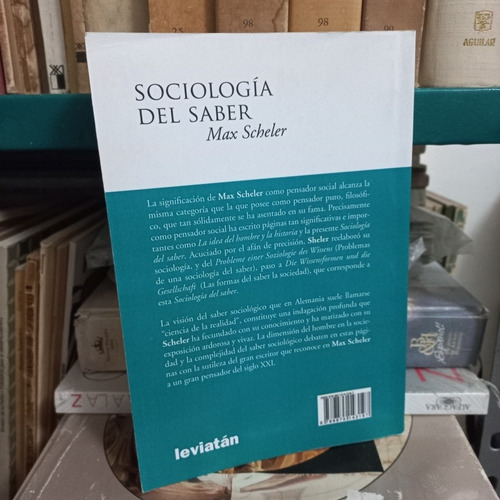 23
98
98
AGUILAR
SOCIOLOGÍA
DEL SABER
Max Scheler
La significación de Max Scheler como pensador social alcanza la
misma categoría que la que posee como pensador puro, filosófi-
co, que tan sólidamente se ha asentado en su fama. Precisamente
como pensador social ha escrito páginas tan significativas e impor-
tantes como La idea del hombre y la historia y la presente Sociología
del saber. Acuciado por el afán de precisión, Sheler reelaboró su
sociología, y del Probleme einer Soziologie des Wissens (Problemas
de una sociología del saber), paso a Die Wissensformen und die
Gesellschaft (Las formas del saber la sociedad), que corresponde a
esta Sociología del saber.
La visión del saber sociológico que en Alemania suele llamarse
"ciencia de la realidad", constituye una indagación profunda que
Scheler ha fecundado con su conocimiento y ha matizado con su
exposición ardorosa y vivaz. La dimensión del hombre en la socie-
dad y la complejidad del saber sociológico debaten en estas pági-
nas con la sutileza del gran escritor que reconoce en Max Scheler
a un gran pensador del siglo XXI.
leviatán
ALFAGUARA